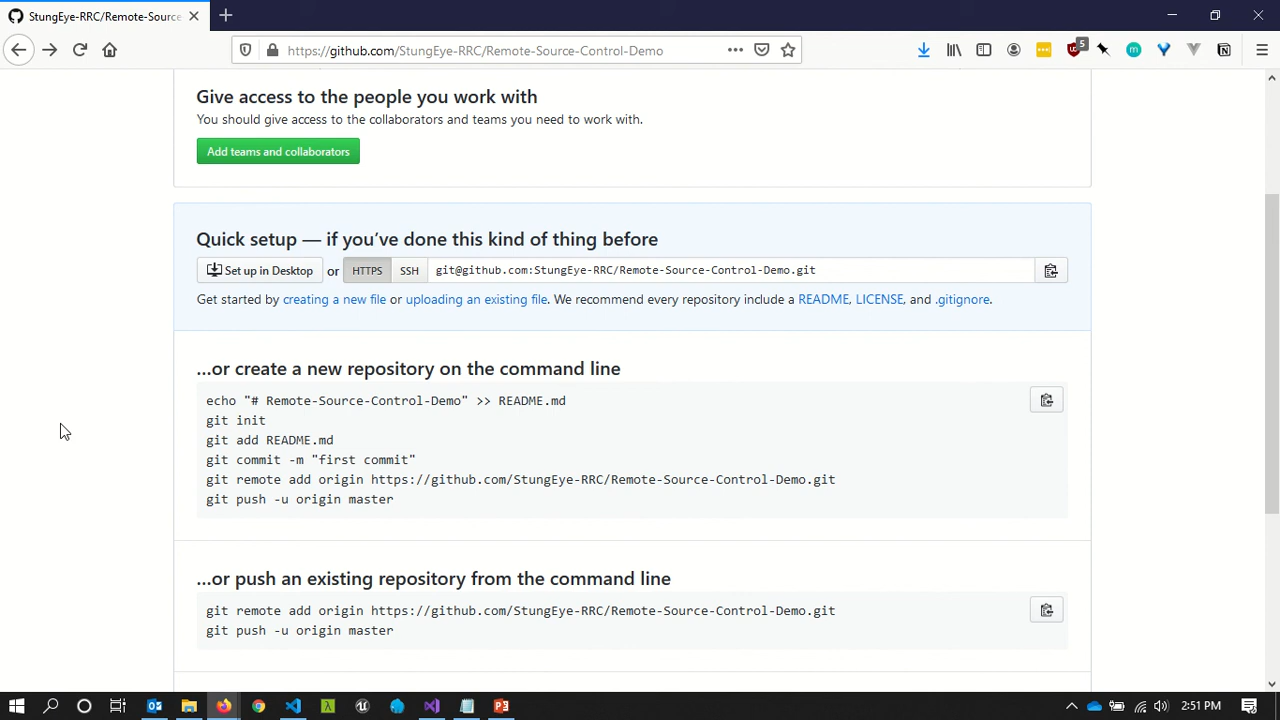 StungEye-RRC/Remote-Source
https://github.com/StungEye-RRC/Remote-Source-Control-Demo
5
Give access to the people you work with
You should give access to the collaborators and teams you need to work with.
Add teams and collaborators
Quick setup — if you’ve done this kind of thing before
Set up in Desktop or HTTPS SSH git@github.com:StungEye-RRC/Remote-Source-Control-Demo.git
Get started by creating a new file or uploading an existing file. We recommend every repository include a README, LICENSE, and .gitignore.
…or create a new repository on the command line
echo "# Remote-Source-Control-Demo" >> README.md
git init
git add README.md
git commit -m "first commit"
git remote add origin https://github.com/StungEye-RRC/Remote-Source-Control-Demo.git
git push -u origin master
…or push an existing repository from the command line
git remote add origin https://github.com/StungEye-RRC/Remote-Source-Control-Demo.git
git push -u origin master
2:51 PM